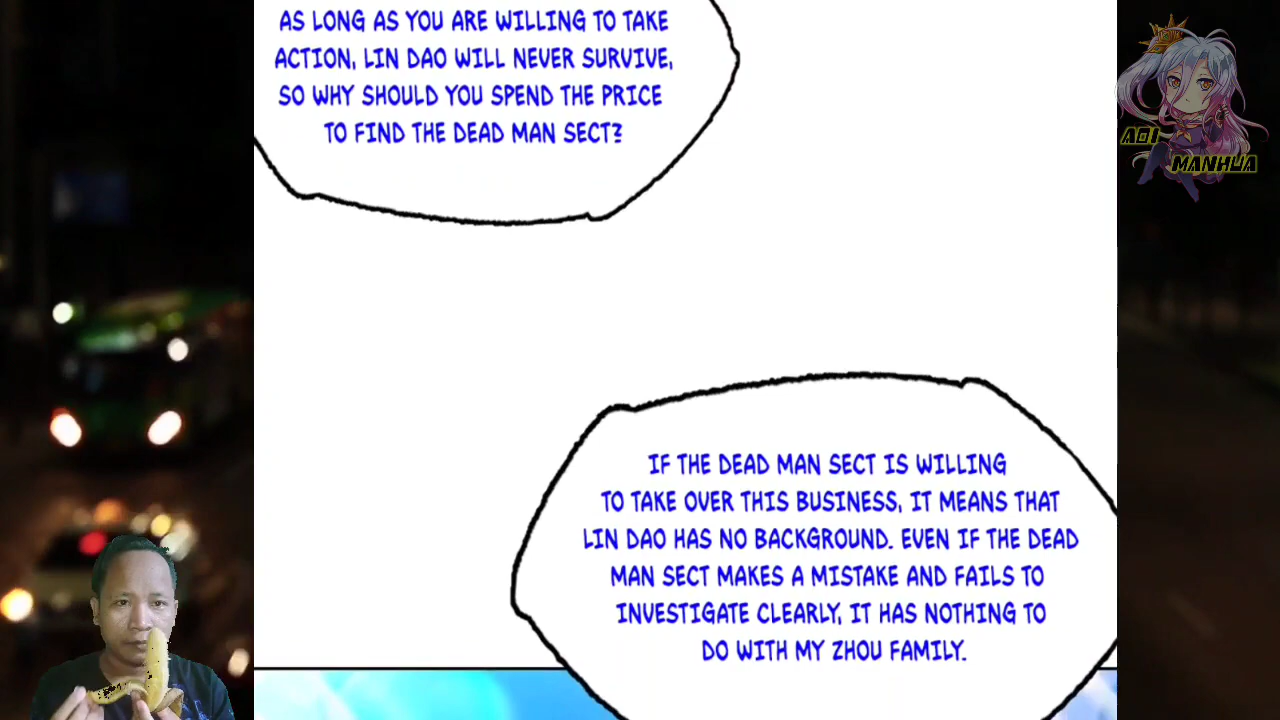 AS LONG AS YOU ARE WILLING TO TAKE
ACTION, LIN DAO WILL NEVER SURVIVE,
SO WHY SHOULD YOU SPEND THE PRICE
TO FIND THE DEAD MAN SECT?
AOI
MANHUA
IF THE DEAD MAN SECT IS WILLING
TO TAKE OVER THIS BUSINESS, IT MEANS THAT
LIN DAO HAS NO BACKGROUND. EVEN IF THE DEAD
MAN SECT MAKES A MISTAKE AND FAILS TO
INVESTIGATE CLEARLY, IT HAS NOTHING TO
DO WITH MY ZHOU FAMILY.